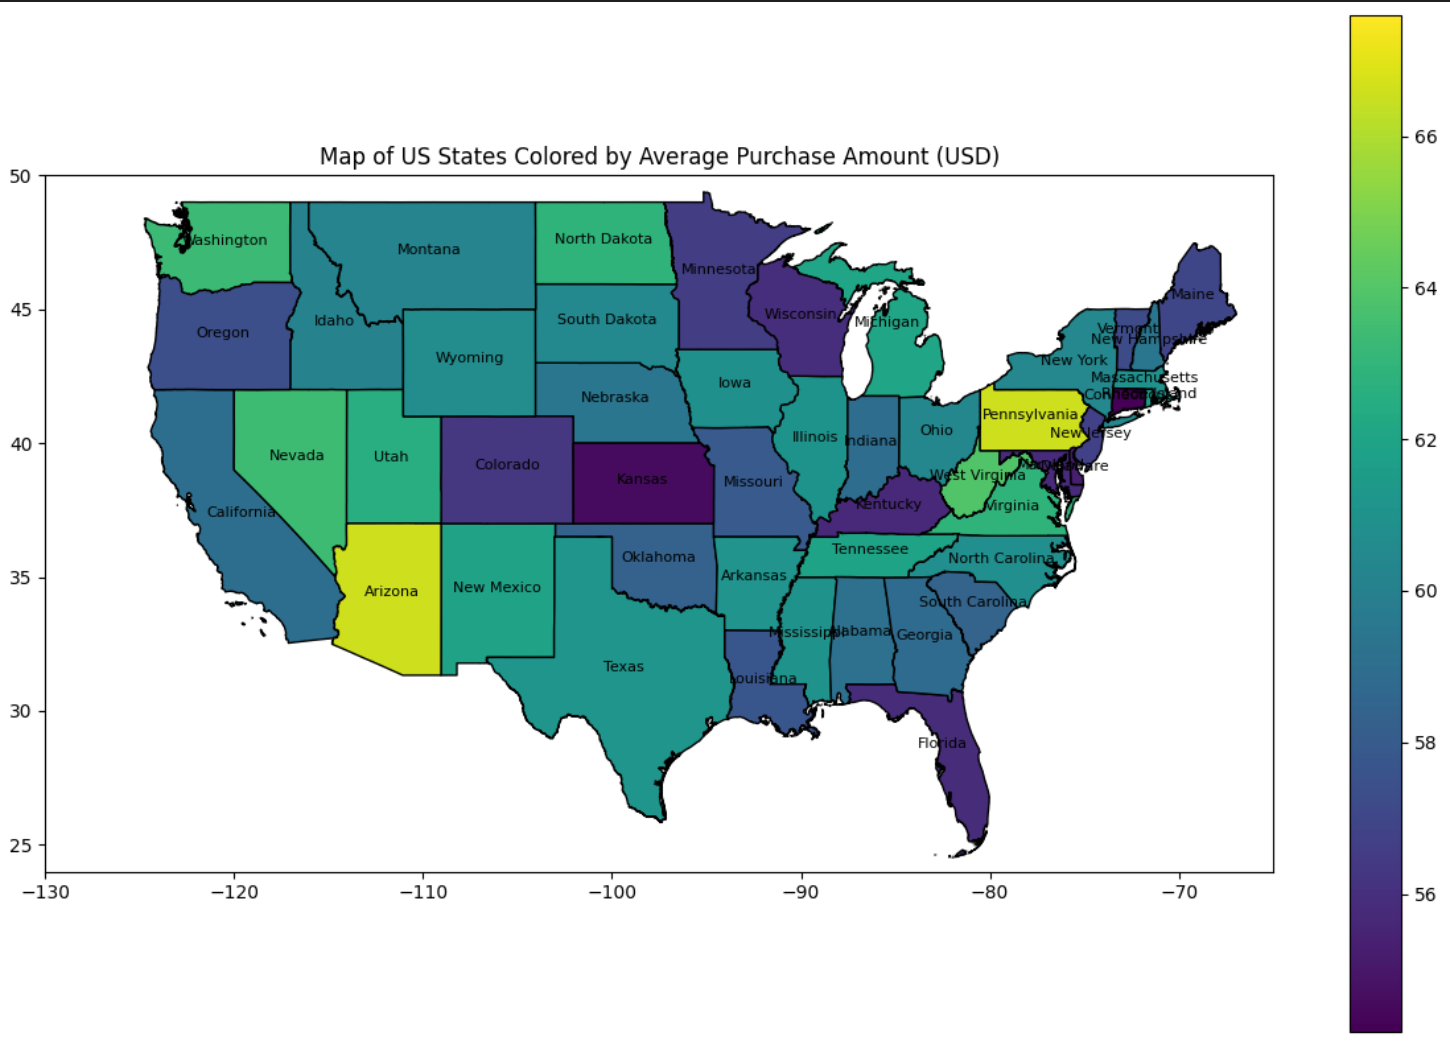 Map of US States Colored by Average Purchase Amount (USD)
50
45
40
35
30
25
−130
−120
−110
−100
−90
−80
−70
66
64
62
60
58
56
Washington
Montana
North Dakota
Minnesota
Maine
Oregon
Idaho
South Dakota
Wisconsin
Michigan
Vermont
New Hampshire
Wyoming
New York
Iowa
Massachusetts
Nebraska
Pennsylvania
Ohio
New Jersey
Illinois
Indiana
Nevada
Utah
Colorado
Kansas
Missouri
West Virginia
California
Kentucky
Virginia
Oklahoma
Tennessee
North Carolina
Arizona
New Mexico
Arkansas
South Carolina
Mississippi
Alabama
Georgia
Texas
Louisiana
Florida